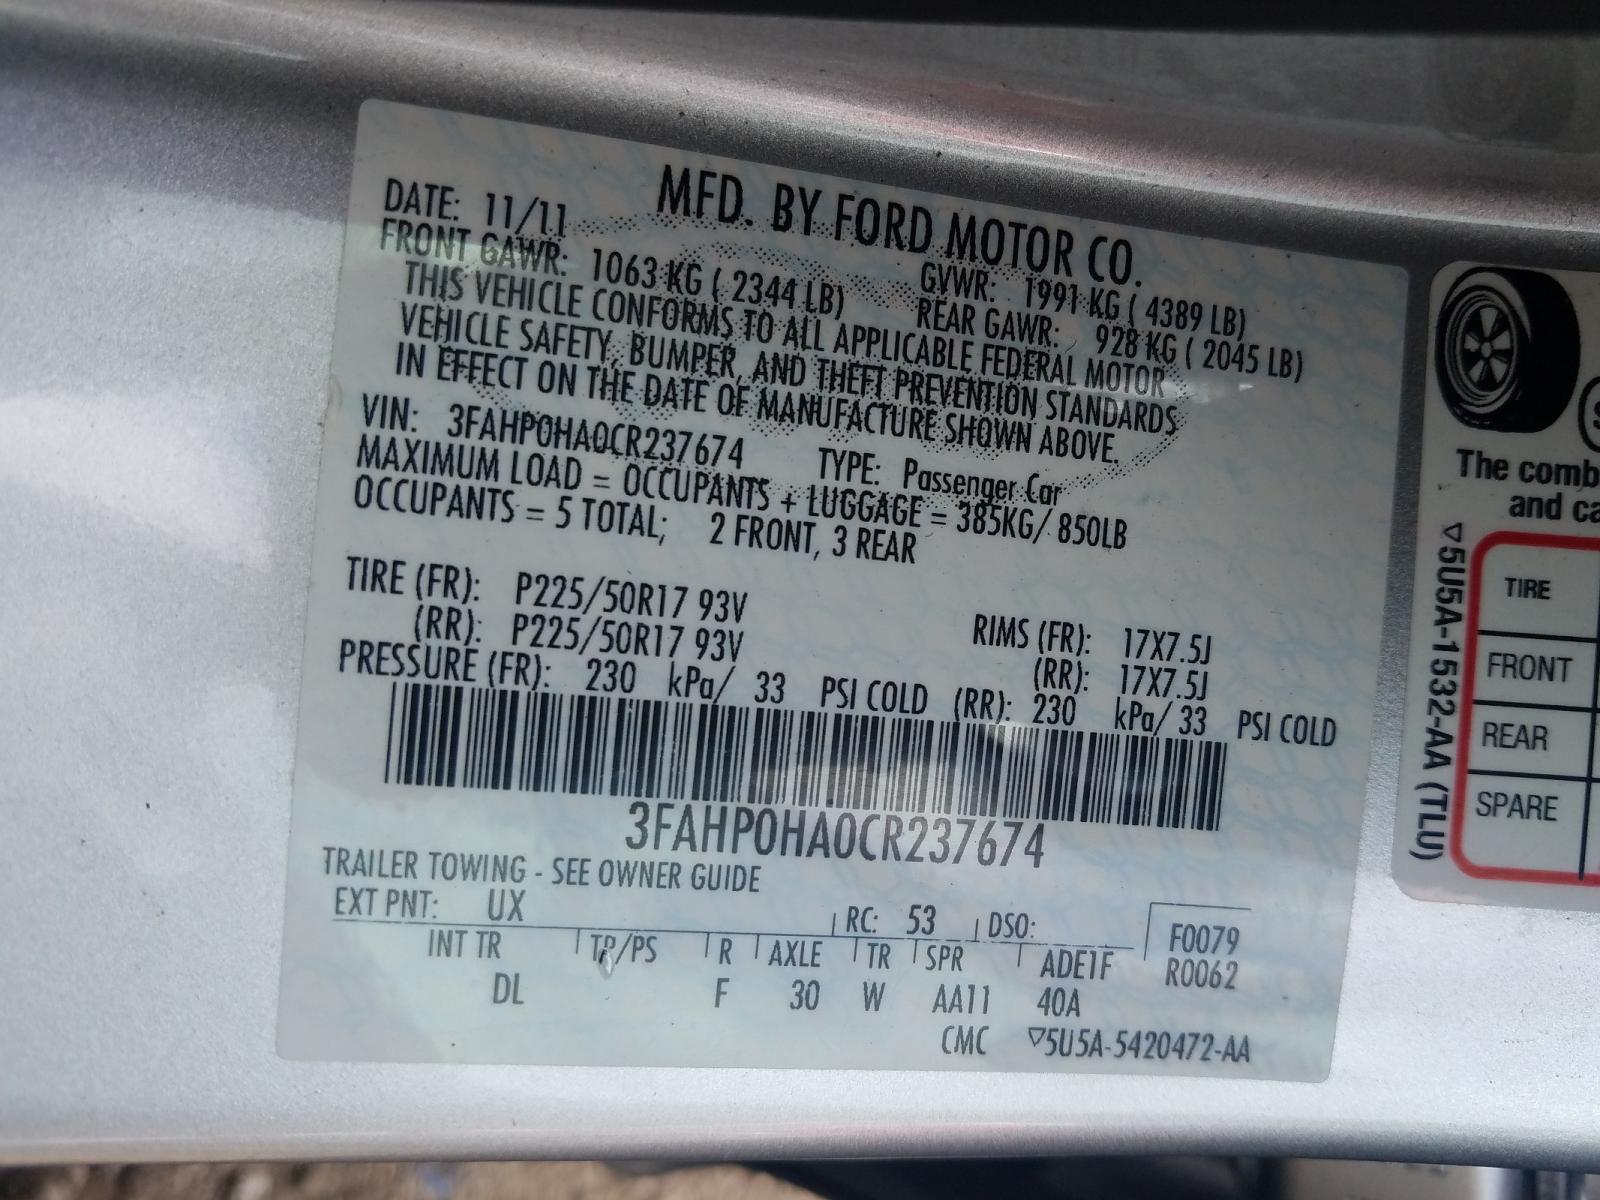 MFD. BY FORD MOTOR CO.
DATE: 11/11 GVWR: 1991 KG ( 4389 LB)
FRONT GAWR: 1063 KG ( 2344 LB) REAR GAWR: 928 KG ( 2045 LB)
THIS VEHICLE CONFORMS TO ALL APPLICABLE FEDERAL MOTOR
VEHICLE SAFETY, BUMPER, AND THEFT PREVENTION STANDARDS
IN EFFECT ON THE DATE OF MANUFACTURE SHOWN ABOVE.
VIN: 3FAHP0HA0CR237674 TYPE: Passenger Car
MAXIMUM LOAD = OCCUPANTS + LUGGAGE = 385KG/ 850LB
OCCUPANTS = 5 TOTAL; 2 FRONT, 3 REAR
TIRE (FR): P225/50R17 93V RIMS (FR): 17X7.5J
(RR): P225/50R17 93V (RR): 17X7.5J
PRESSURE (FR): 230 kPa/ 33 PSI COLD (RR): 230 kPa/ 33 PSI COLD
3FAHP0HA0CR237674
TRAILER TOWING - SEE OWNER GUIDE
EXT PNT: UX RC: 53 DSO: F0079
INT TR TP/PS R AXLE TR SPR ADE1F R0062
DL F 30 W AA11 40A
CMC ▽5U5A-5420472-AA
The comb
and ca
▽5U5A-1532-AA (TLU)
TIRE
FRONT
REAR
SPARE